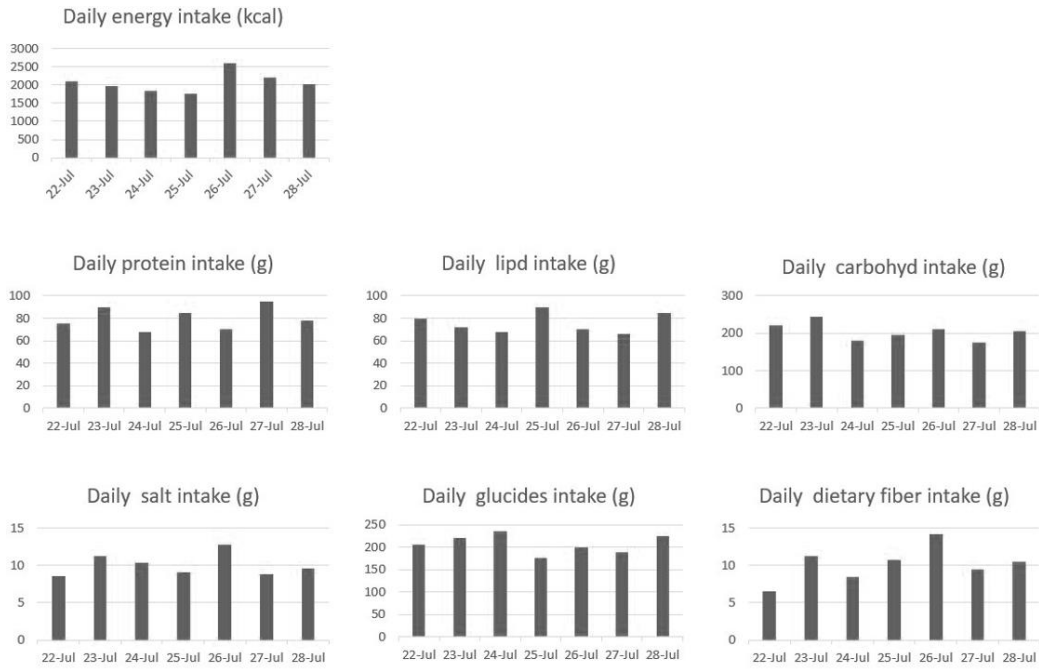 Daily energy intake (kcal)
3000
2500
2000
1500
1000
500
0
22-Jul 23-Jul 24-Jul 25-Jul 26-Jul 27-Jul 28-Jul
Daily protein intake (g)
100
80
60
40
20
0
22-Jul 23-Jul 24-Jul 25-Jul 26-Jul 27-Jul 28-Jul
Daily lipd intake (g)
100
80
60
40
20
0
22-Jul 23-Jul 24-Jul 25-Jul 26-Jul 27-Jul 28-Jul
Daily carbohyd intake (g)
300
200
100
0
22-Jul 23-Jul 24-Jul 25-Jul 26-Jul 27-Jul 28-Jul
Daily salt intake (g)
15
10
5
0
22-Jul 23-Jul 24-Jul 25-Jul 26-Jul 27-Jul 28-Jul
Daily glucides intake (g)
250
200
150
100
50
0
22-Jul 23-Jul 24-Jul 25-Jul 26-Jul 27-Jul 28-Jul
Daily dietary fiber intake (g)
15
10
5
0
22-Jul 23-Jul 24-Jul 25-Jul 26-Jul 27-Jul 28-Jul